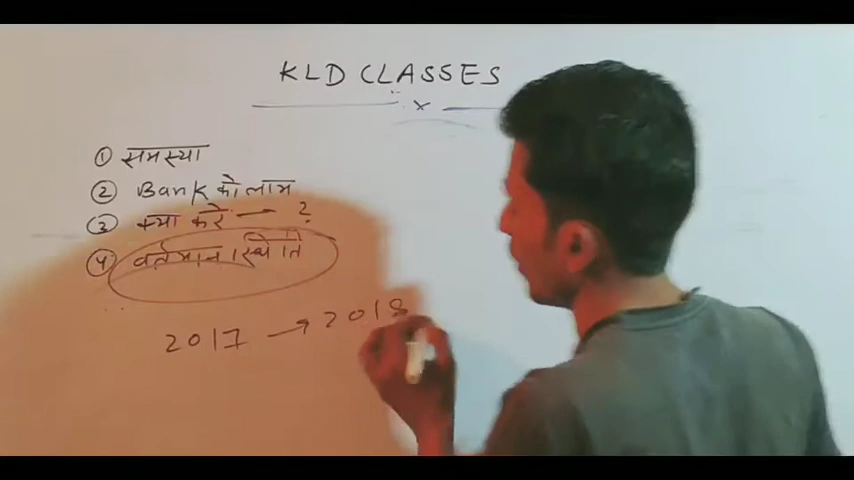 KLD CLASSES
① समस्या
② Bank को लाभ
③ क्या करे — ?
④ वर्तमान स्थिति
2017 → 2018